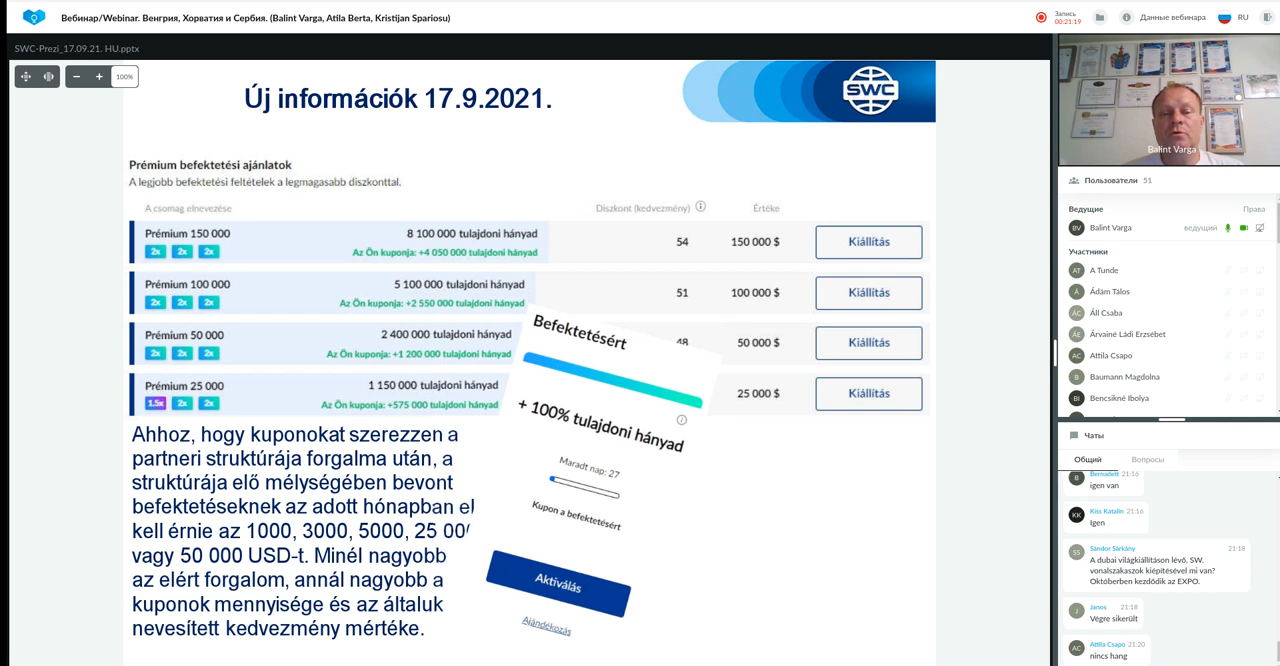 Вебинар/Webinar. Венгрия, Хорватия и Сербия. (Balint Varga, Atila Berta, Kristijan Spariosu)
Запись
00:21:19
Данные вебинара
RU
SWC-Prezi_17.09.21. HU.pptx
100%
Új információk 17.9.2021.
SWC
Prémium befektetési ajánlatok
A legjobb befektetési feltételek a legmagasabb diszkonttal.
A csomag elnevezése
Diszkont (kedvezmény)
Értéke
Prémium 150 000
8 100 000 tulajdoni hányad
2x 2x 2x
Az Ön kuponja: +4 050 000 tulajdoni hányad
54
150 000 $
Kiállítás
Prémium 100 000
5 100 000 tulajdoni hányad
2x 2x 2x
Az Ön kuponja: +2 550 000 tulajdoni hányad
51
100 000 $
Kiállítás
Prémium 50 000
2 400 000 tulajdoni hányad
2x 2x 2x
Az Ön kuponja: +1 200 000 tulajdoni hányad
48
50 000 $
Kiállítás
Prémium 25 000
1 150 000 tulajdoni hányad
1.5x 2x 2x
Az Ön kuponja: +575 000 tulajdoni hányad
25 000 $
Kiállítás
Befektetésért
+ 100% tulajdoni hányad
Maradt nap: 27
Kupon a befektetésért
Aktiválás
Ajándékozás
Ahhoz, hogy kuponokat szerezzen a
partneri struktúrája forgalma után, a
struktúrája elő mélységében bevont
befektetéseknek az adott hónapban el
kell érnie az 1000, 3000, 5000, 25 00
vagy 50 000 USD-t. Minél nagyobb
az elért forgalom, annál nagyobb a
kuponok mennyisége és az általuk
nevesített kedvezmény mértéke.
Balint Varga
Пользователи 51
Ведущие
Права
BV Balint Varga
ведущий
Участники
AT A Tunde
Á Ádám Tálos
ÁC Áll Csaba
ÁE Árvainé Ládi Erzsébet
AC Attila Csapo
B Baumann Magdolna
BI Bencsikné Ibolya
Чаты
Общий
Вопросы
B Bernadett 21:16
igen van
KK Kiss Katalin 21:16
Igen
SS Sándor Sárkány 21:18
A dubai világkiállításon lévő, SW.
vonalszakaszok kiépítésével mi van?
Októberben kezdődik az EXPO.
J Janos 21:18
Végre sikerült
AC Attila Csapo 21:20
nincs hang